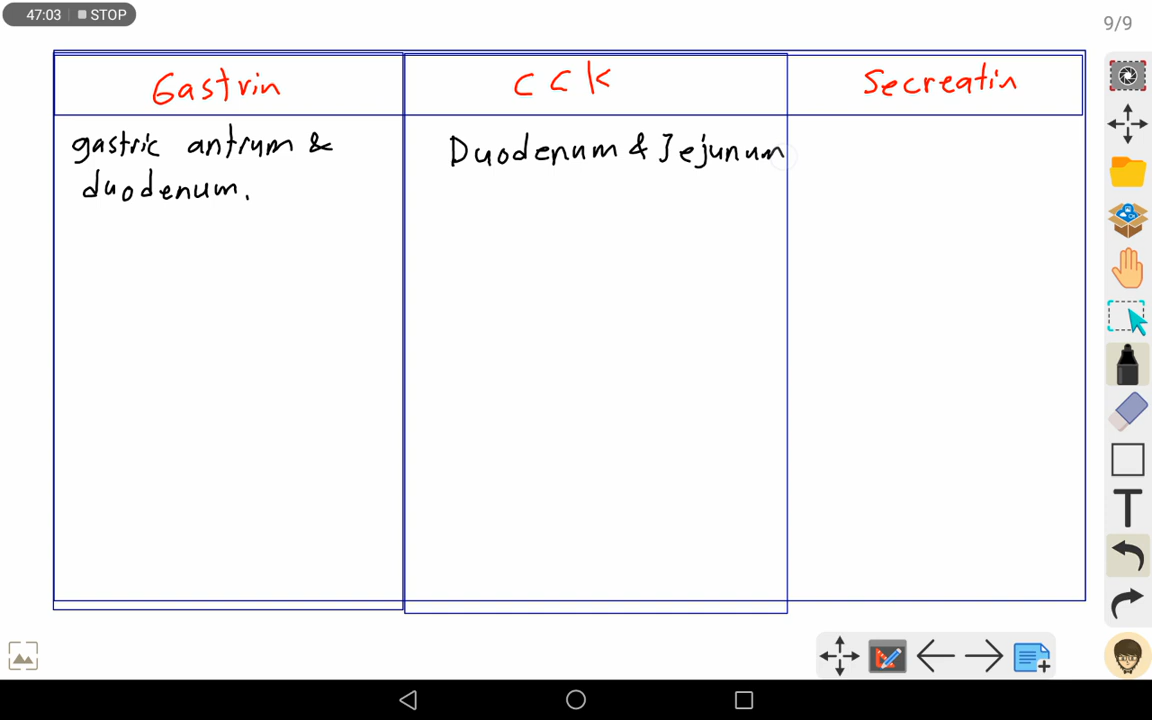 47:03 STOP
9/9
Gastrin
CCK
Secreatin
gastric antrum &
duodenum.
Duodenum & Jejunum
T